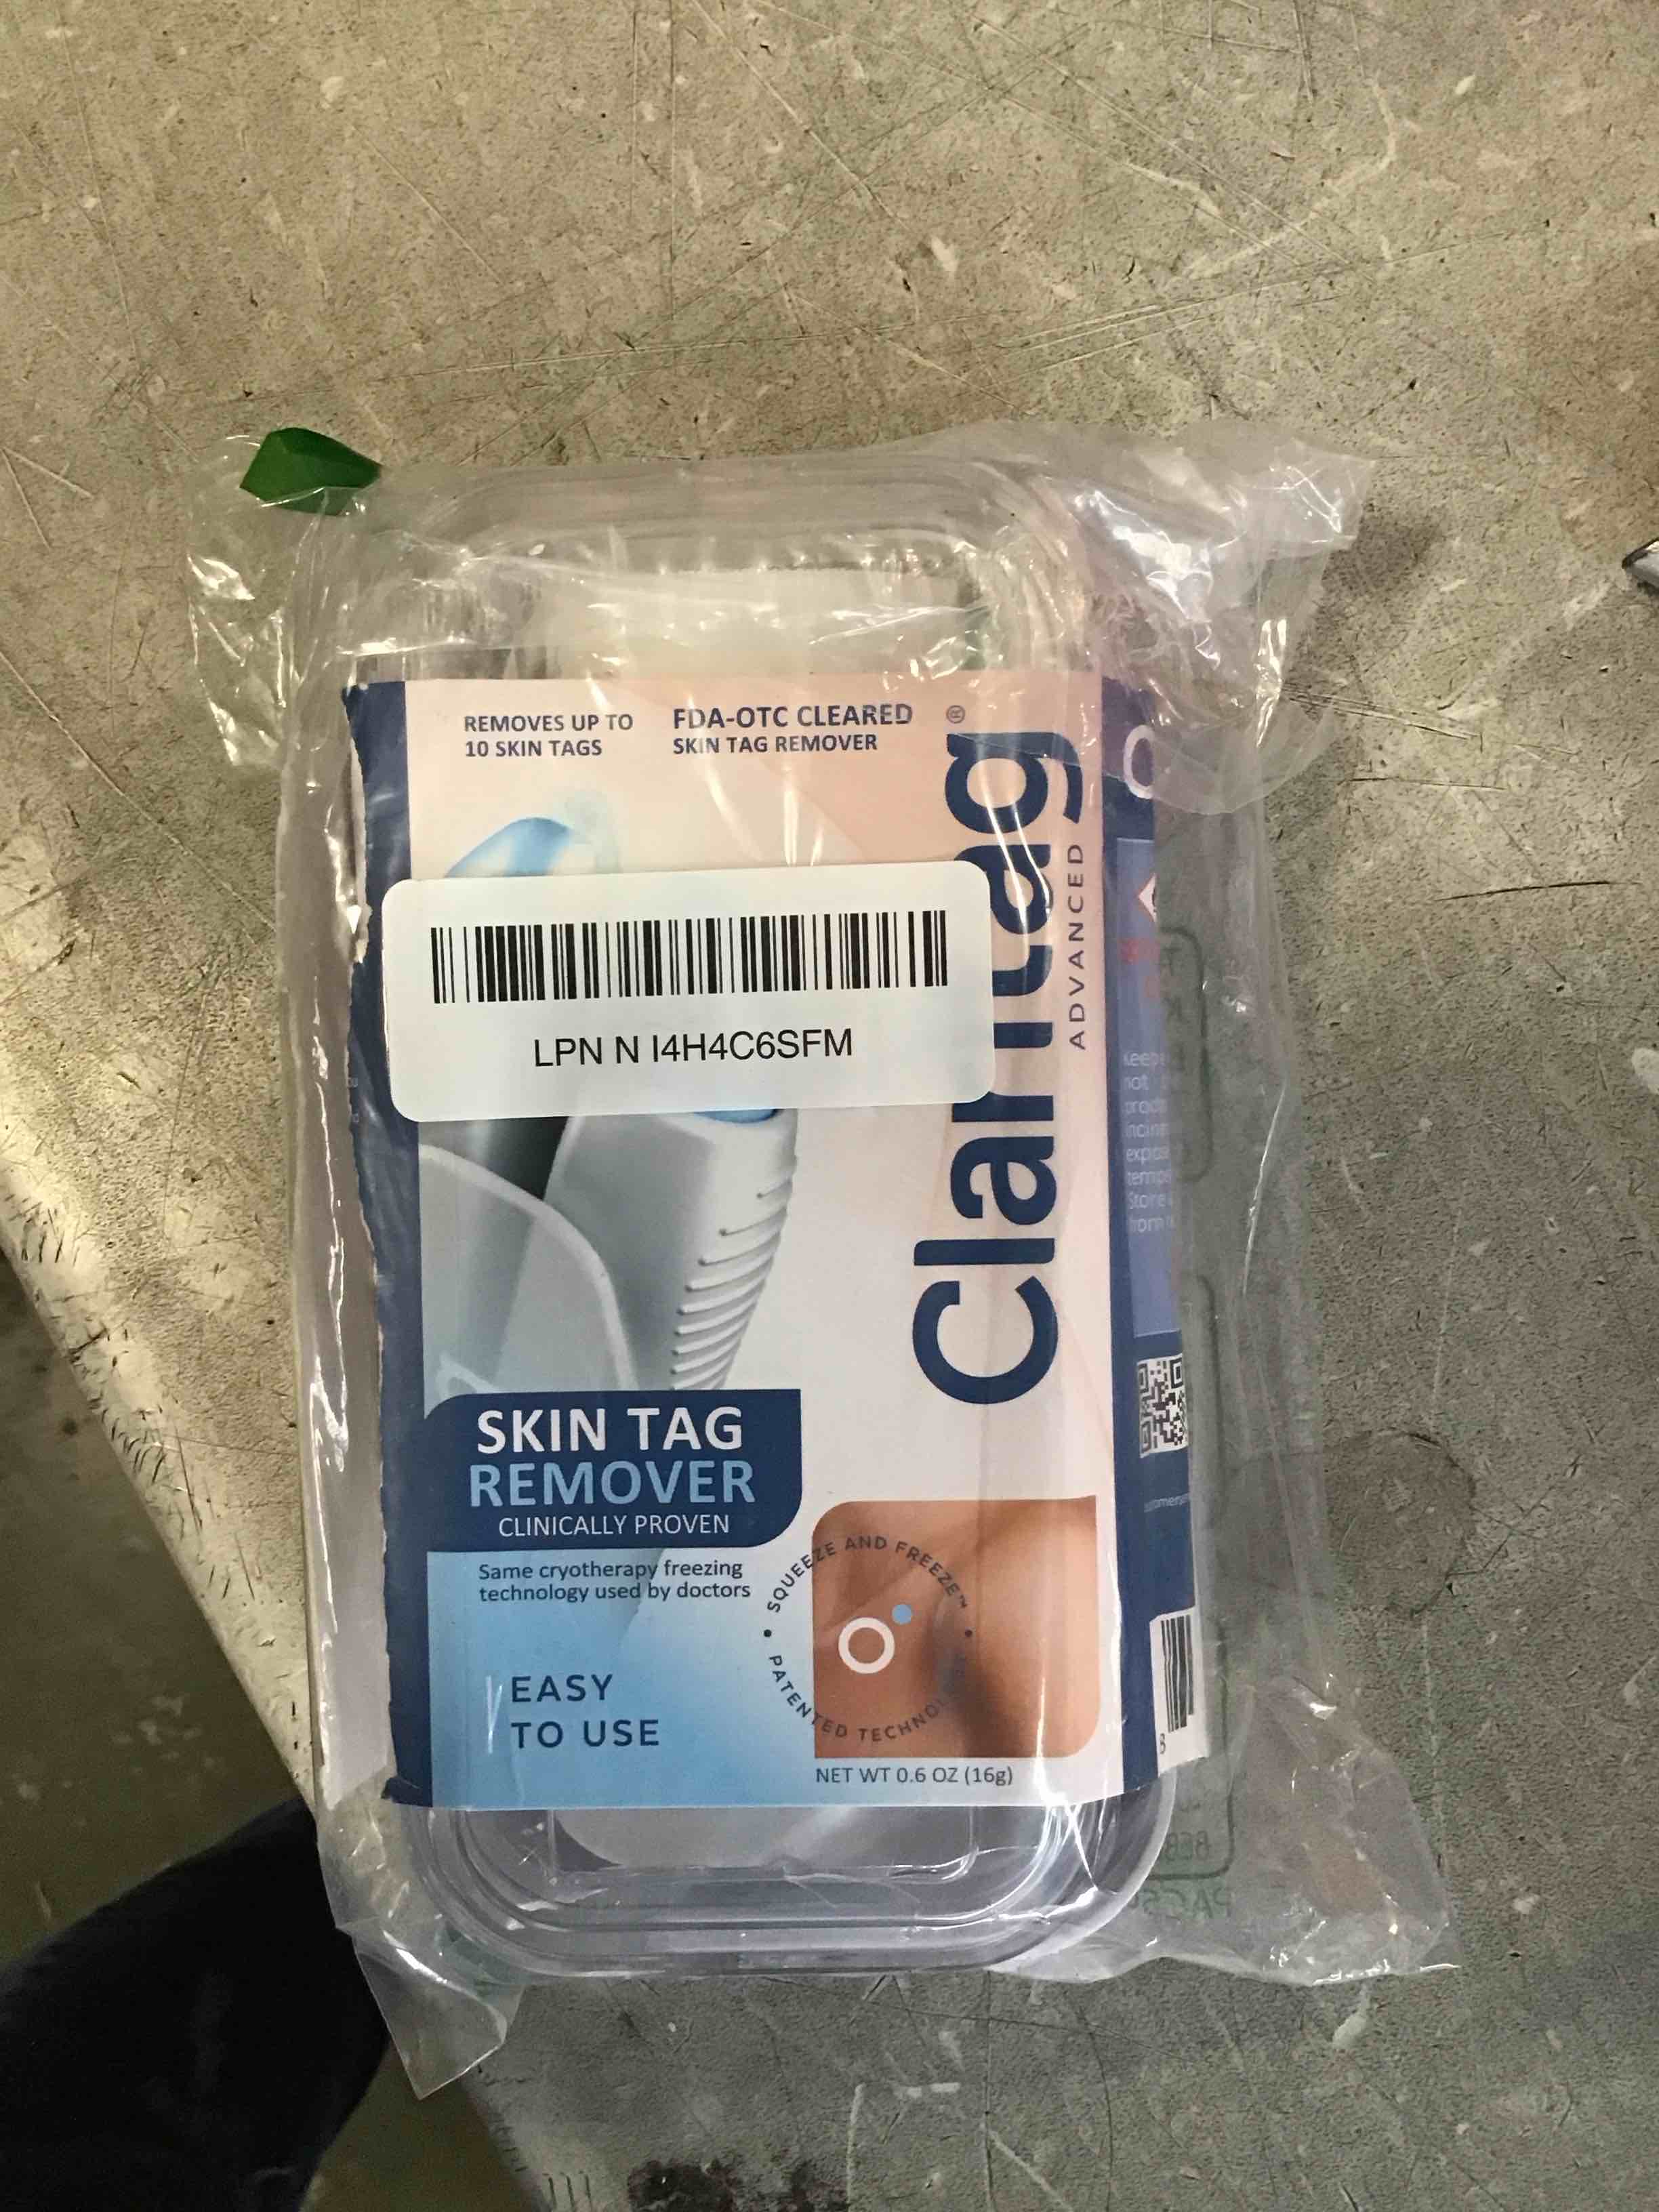 REMOVES UP TO
10 SKIN TAGS
FDA-OTC CLEARED
SKIN TAG REMOVER
Claritag®
ADVANCED
LPN N I4H4C6SFM
SKIN TAG
REMOVER
CLINICALLY PROVEN
Same cryotherapy freezing
technology used by doctors
SQUEEZE AND FREEZE™
PATENTED TECHNOLOGY
EASY
TO USE
NET WT 0.6 OZ (16g)